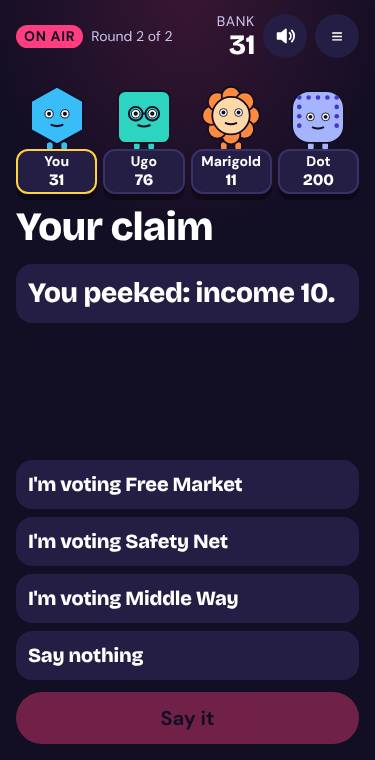 ON AIR Round 2 of 2
BANK
31
You
31
Ugo
76
Marigold
11
Dot
200
Your claim
You peeked: income 10.
I'm voting Free Market
I'm voting Safety Net
I'm voting Middle Way
Say nothing
Say it